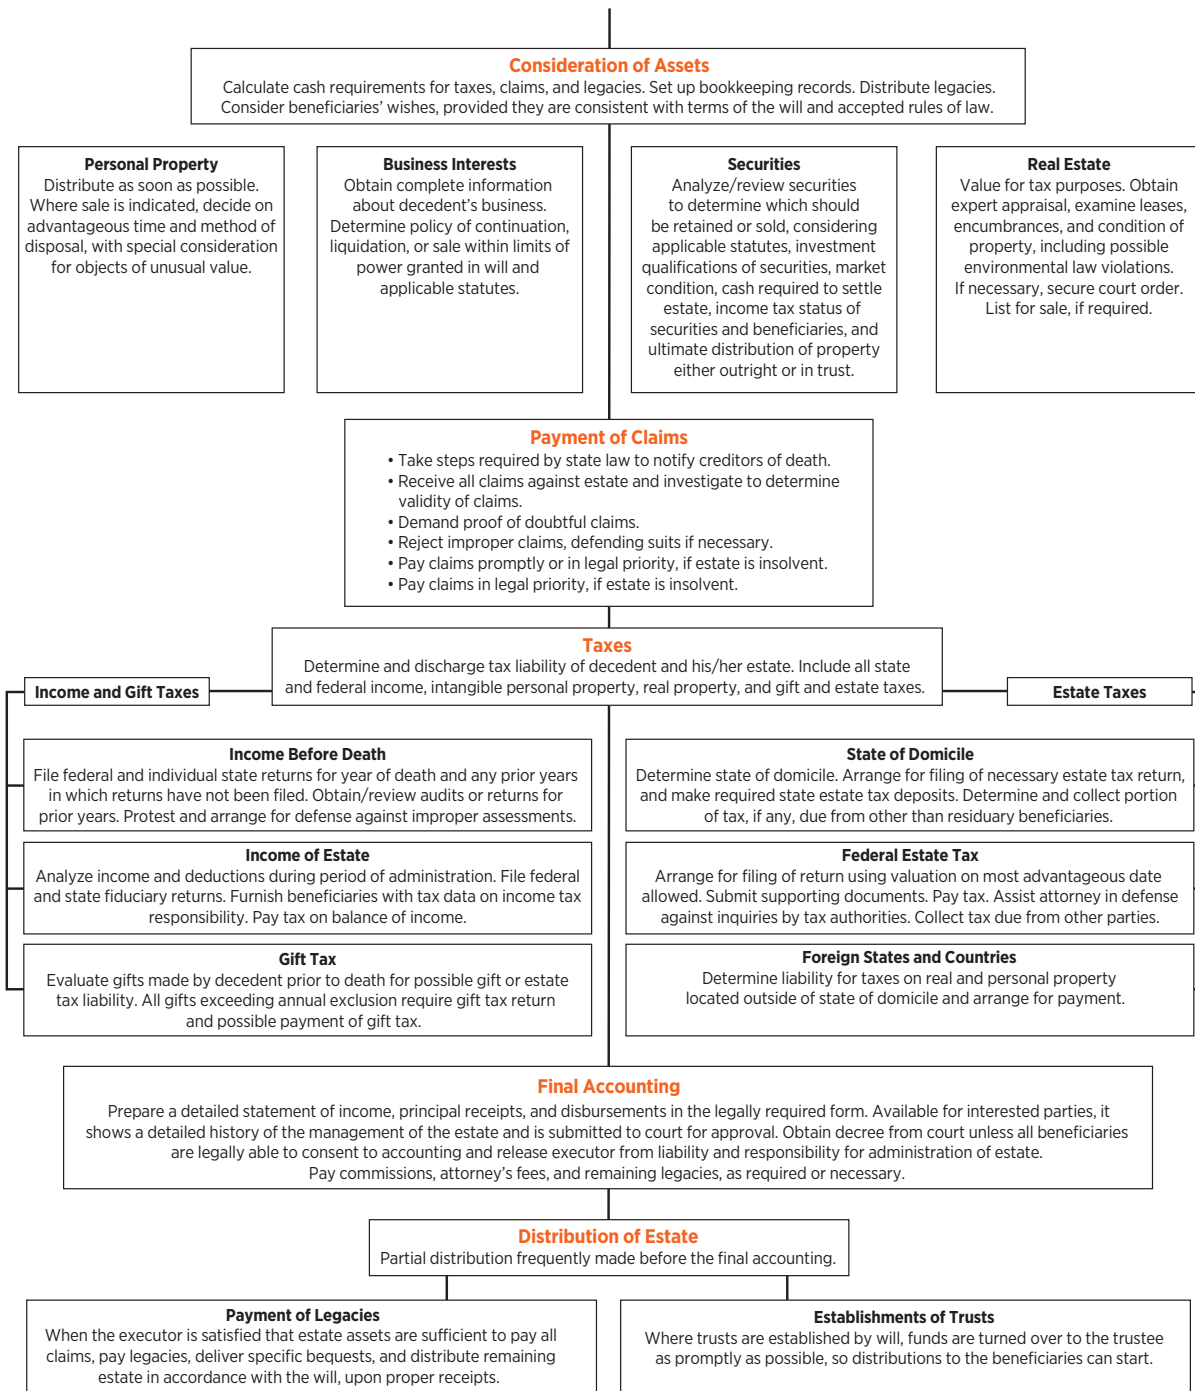 Consideration of Assets
Calculate cash requirements for taxes, claims, and legacies. Set up bookkeeping records. Distribute legacies.
Consider beneficiaries’ wishes, provided they are consistent with terms of the will and accepted rules of law.
Personal Property
Distribute as soon as possible.
Where sale is indicated, decide on
advantageous time and method of
disposal, with special consideration
for objects of unusual value.
Business Interests
Obtain complete information
about decedent’s business.
Determine policy of continuation,
liquidation, or sale within limits of
power granted in will and
applicable statutes.
Securities
Analyze/review securities
to determine which should
be retained or sold, considering
applicable statutes, investment
qualifications of securities, market
condition, cash required to settle
estate, income tax status of
securities and beneficiaries, and
ultimate distribution of property
either outright or in trust.
Real Estate
Value for tax purposes. Obtain
expert appraisal, examine leases,
encumbrances, and condition of
property, including possible
environmental law violations.
If necessary, secure court order.
List for sale, if required.
Payment of Claims
• Take steps required by state law to notify creditors of death.
• Receive all claims against estate and investigate to determine
validity of claims.
• Demand proof of doubtful claims.
• Reject improper claims, defending suits if necessary.
• Pay claims promptly or in legal priority, if estate is insolvent.
• Pay claims in legal priority, if estate is insolvent.
Taxes
Determine and discharge tax liability of decedent and his/her estate. Include all state
and federal income, intangible personal property, real property, and gift and estate taxes.
Income and Gift Taxes
Estate Taxes
Income Before Death
File federal and individual state returns for year of death and any prior years
in which returns have not been filed. Obtain/review audits or returns for
prior years. Protest and arrange for defense against improper assessments.
State of Domicile
Determine state of domicile. Arrange for filing of necessary estate tax return,
and make required state estate tax deposits. Determine and collect portion
of tax, if any, due from other than residuary beneficiaries.
Income of Estate
Analyze income and deductions during period of administration. File federal
and state fiduciary returns. Furnish beneficiaries with tax data on income tax
responsibility. Pay tax on balance of income.
Federal Estate Tax
Arrange for filing of return using valuation on most advantageous date
allowed. Submit supporting documents. Pay tax. Assist attorney in defense
against inquiries by tax authorities. Collect tax due from other parties.
Gift Tax
Evaluate gifts made by decedent prior to death for possible gift or estate
tax liability. All gifts exceeding annual exclusion require gift tax return
and possible payment of gift tax.
Foreign States and Countries
Determine liability for taxes on real and personal property
located outside of state of domicile and arrange for payment.
Final Accounting
Prepare a detailed statement of income, principal receipts, and disbursements in the legally required form. Available for interested parties, it
shows a detailed history of the management of the estate and is submitted to court for approval. Obtain decree from court unless all beneficiaries
are legally able to consent to accounting and release executor from liability and responsibility for administration of estate.
Pay commissions, attorney’s fees, and remaining legacies, as required or necessary.
Distribution of Estate
Partial distribution frequently made before the final accounting.
Payment of Legacies
When the executor is satisfied that estate assets are sufficient to pay all
claims, pay legacies, deliver specific bequests, and distribute remaining
estate in accordance with the will, upon proper receipts.
Establishments of Trusts
Where trusts are established by will, funds are turned over to the trustee
as promptly as possible, so distributions to the beneficiaries can start.